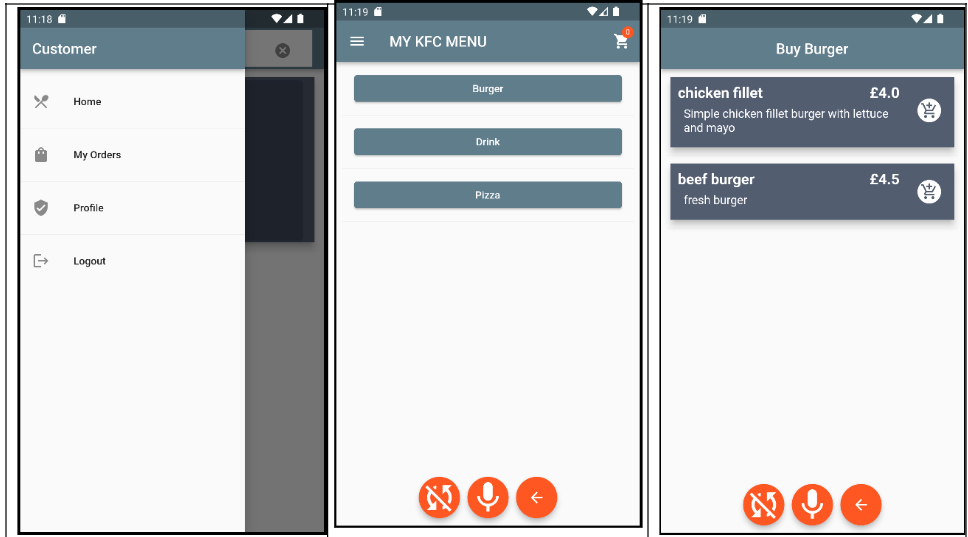 11:18
Customer
Home
My Orders
Profile
Logout
11:19
MY KFC MENU
0
Burger
Drink
Pizza
11:19
Buy Burger
chicken fillet £4.0
Simple chicken fillet burger with lettuce
and mayo
beef burger £4.5
fresh burger